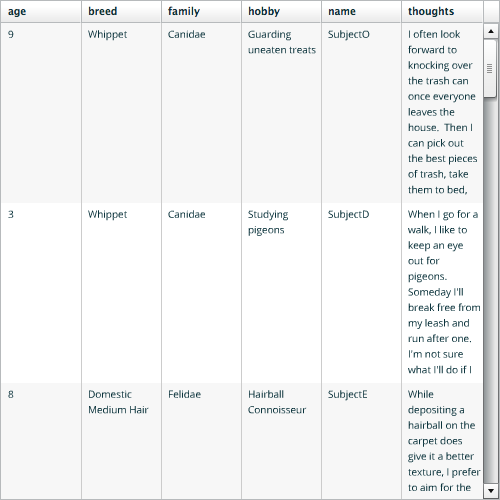 age breed family hobby name thoughts
9 Whippet Canidae Guarding SubjectO I often look
uneaten treats forward to
knocking over
the trash can
once everyone
leaves the
house. Then I
can pick out
the best pieces
of trash, take
them to bed,
3 Whippet Canidae Studying SubjectD When I go for a
pigeons walk, I like to
keep an eye
out for
pigeons.
Someday I'll
break free from
my leash and
run after one.
I'm not sure
what I'll do if I
8 Domestic Felidae Hairball SubjectE While
Medium Hair Connoisseur depositing a
hairball on the
carpet does
give it a better
texture, I prefer
to aim for the